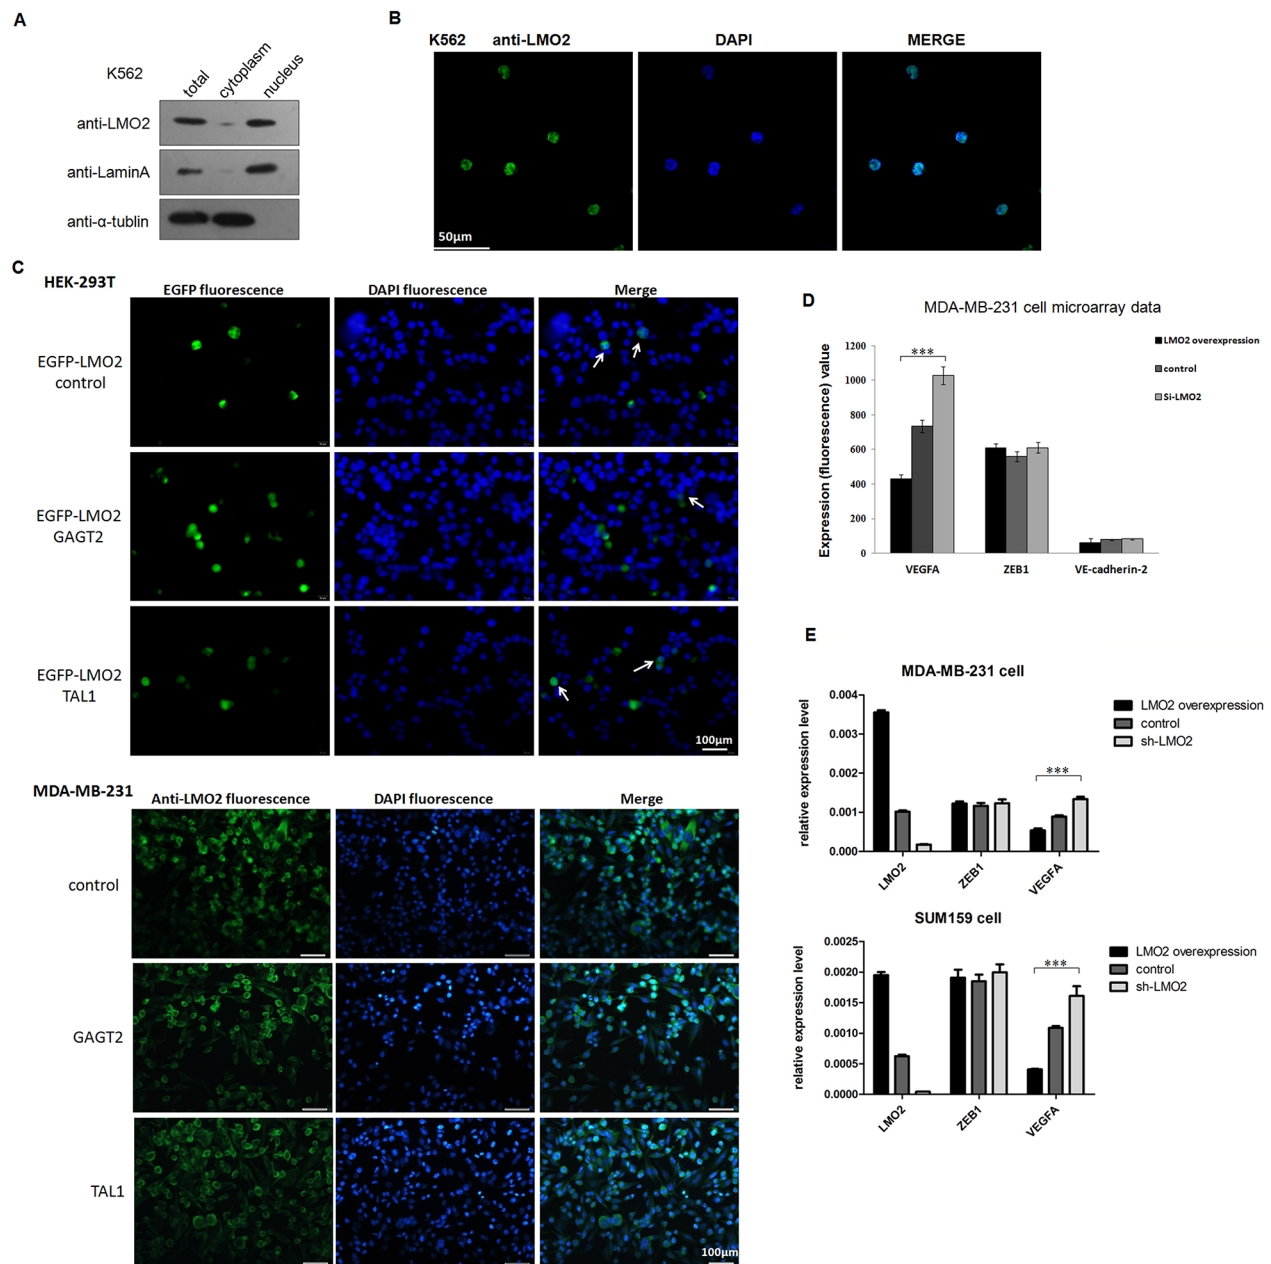 A
K562
total
cytoplasm
nucleus
anti-LMO2
anti-LaminA
anti-α-tublin
B
K562 anti-LMO2 DAPI MERGE
50μm
C
HEK-293T
EGFP fluorescence DAPI fluorescence Merge
EGFP-LMO2
control
EGFP-LMO2
GAGT2
EGFP-LMO2
TAL1
100μm
MDA-MB-231
Anti-LMO2 fluorescence DAPI fluorescence Merge
control
GAGT2
TAL1
100μm
D
MDA-MB-231 cell microarray data
Expression (fluorescence) value
1200
1000
800
600
400
200
0
***
VEGFA ZEB1 VE-cadherin-2
LMO2 overexpression
control
Si-LMO2
E
MDA-MB-231 cell
relative expression level
0.004
0.003
0.002
0.001
0.000
***
LMO2 ZEB1 VEGFA
LMO2 overexpression
control
sh-LMO2
SUM159 cell
relative expression level
0.0025
0.0020
0.0015
0.0010
0.0005
0.0000
***
LMO2 ZEB1 VEGFA
LMO2 overexpression
control
sh-LMO2